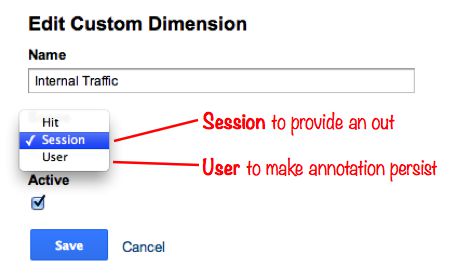 Edit Custom Dimension
Name
Internal Traffic
Hit
✓ Session
User
Session to provide an out
User to make annotation persist
Active
Save
Cancel